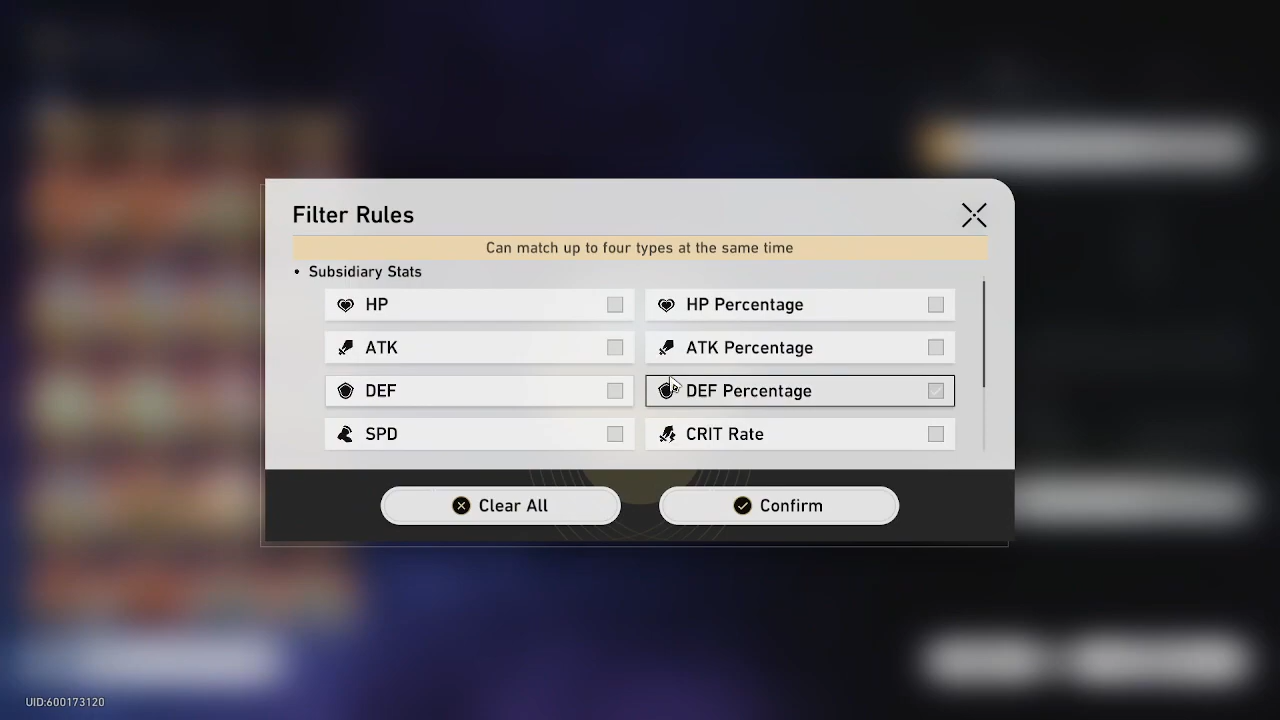 Filter Rules
Can match up to four types at the same time
• Subsidiary Stats
HP
HP Percentage
ATK
ATK Percentage
DEF
DEF Percentage
SPD
CRIT Rate
Clear All
Confirm
UID:600173120